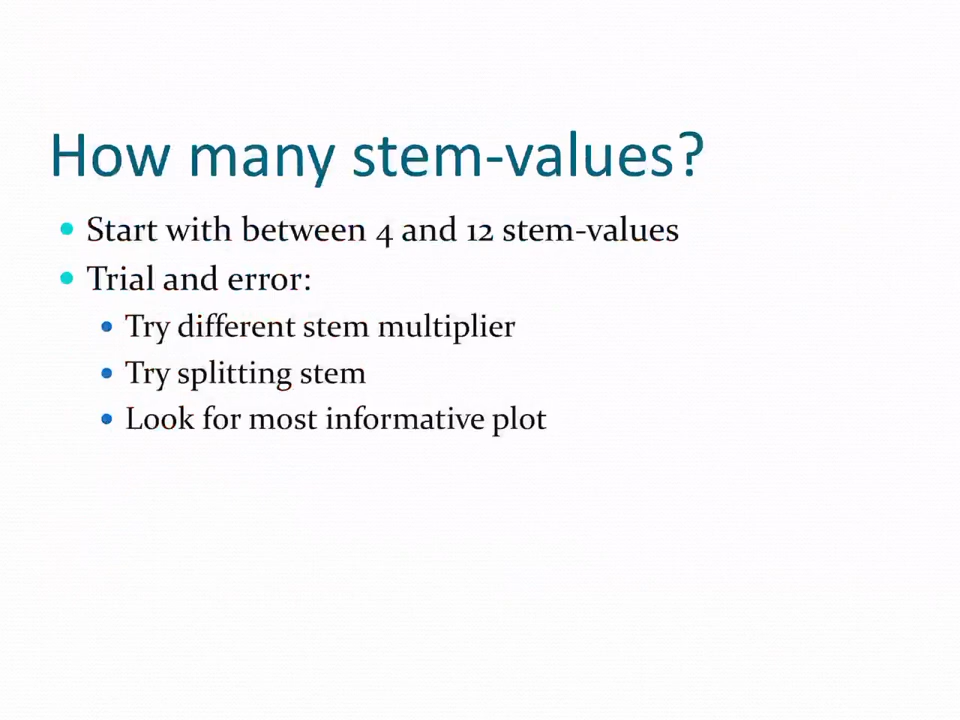 How many stem-values?
Start with between 4 and 12 stem-values
Trial and error:
Try different stem multiplier
Try splitting stem
Look for most informative plot